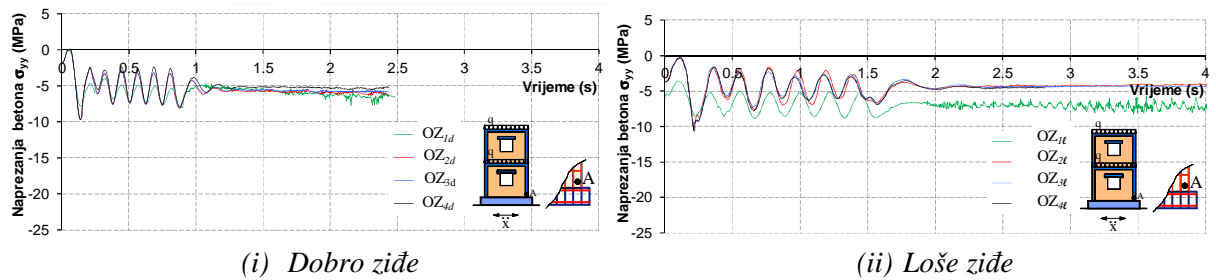 Naprezanja betona σyy (MPa)
5
0
-5
-10
-15
-20
-25
0
0.5
1
1.5
2
2.5
3
3.5
4
Vrijeme (s)
OZ1d
OZ2d
OZ3d
OZ4d
q
q
A
A
ẍ
(i) Dobro ziđe
Naprezanja betona σyy (MPa)
5
0
-5
-10
-15
-20
-25
0
0.5
1
1.5
2
2.5
3
3.5
4
Vrijeme (s)
OZ1ℓ
OZ2ℓ
OZ3ℓ
OZ4ℓ
q
q
A
A
ẍ
(ii) Loše ziđe